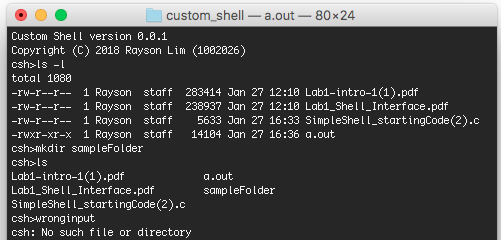 custom_shell — a.out — 80×24
Custom Shell version 0.0.1
Copyright (C) 2018 Rayson Lim (1002026)
csh>ls -l
total 1080
-rw-r--r--  1 Rayson  staff  283414 Jan 27 12:10 Lab1-intro-1(1).pdf
-rw-r--r--  1 Rayson  staff  238937 Jan 27 12:10 Lab1_Shell_Interface.pdf
-rw-r--r--  1 Rayson  staff    5633 Jan 27 16:33 SimpleShell_startingCode(2).c
-rwxr-xr-x  1 Rayson  staff   14104 Jan 27 16:36 a.out
csh>mkdir sampleFolder
csh>ls
Lab1-intro-1(1).pdf            a.out
Lab1_Shell_Interface.pdf       sampleFolder
SimpleShell_startingCode(2).c
csh>wronginput
csh: No such file or directory